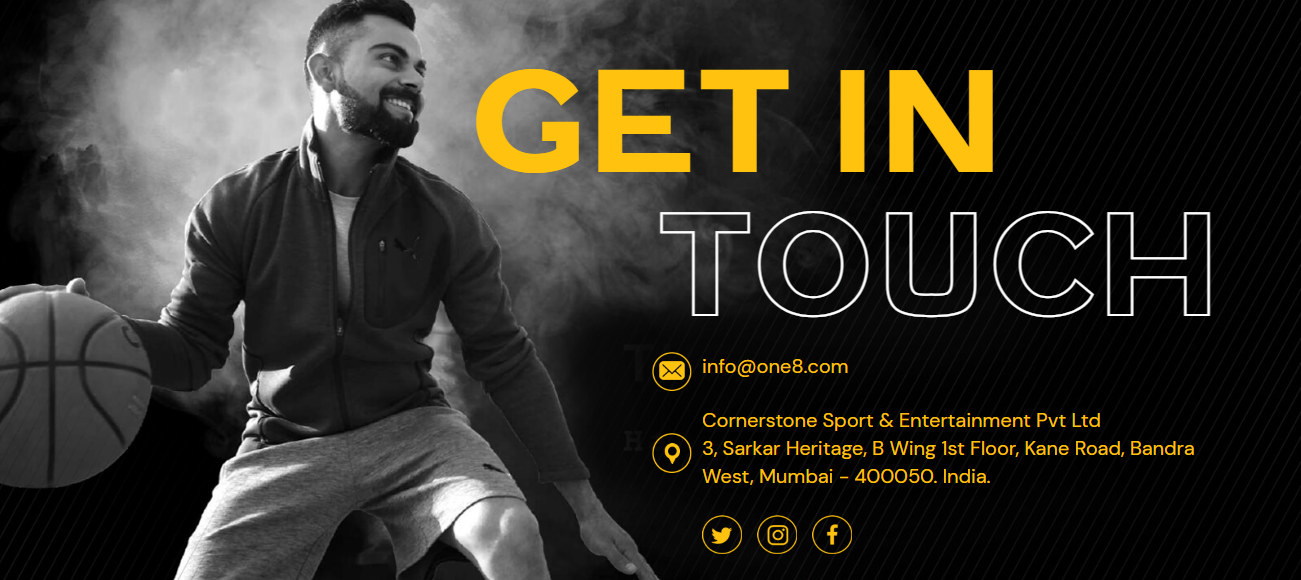 GET IN
TOUCH
info@one8.com
Cornerstone Sport & Entertainment Pvt Ltd
3, Sarkar Heritage, B Wing 1st Floor, Kane Road, Bandra
West, Mumbai - 400050. India.